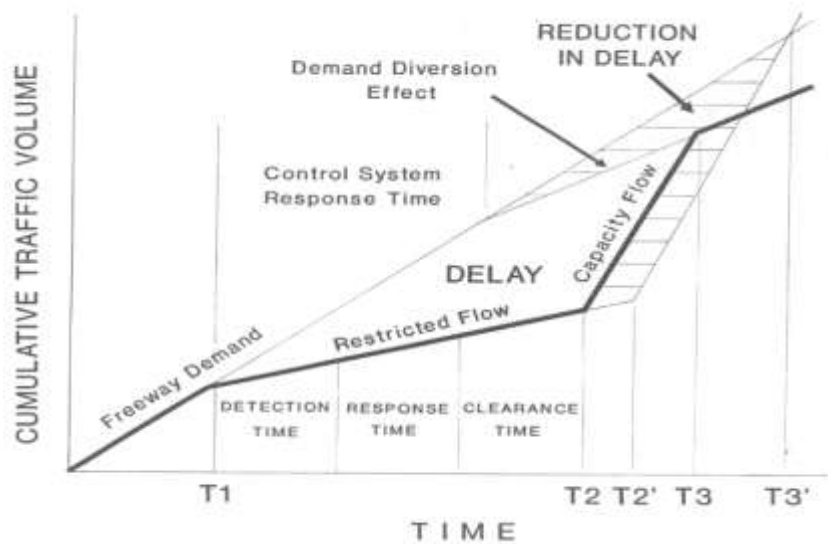 REDUCTION
IN DELAY
Demand Diversion
Effect
Control System
Response Time
CUMULATIVE TRAFFIC VOLUME
Capacity Flow
DELAY
Restricted Flow
Freeway Demand
DETECTION
TIME
RESPONSE
TIME
CLEARANCE
TIME
T1
T2
T2'
T3
T3'
TIME